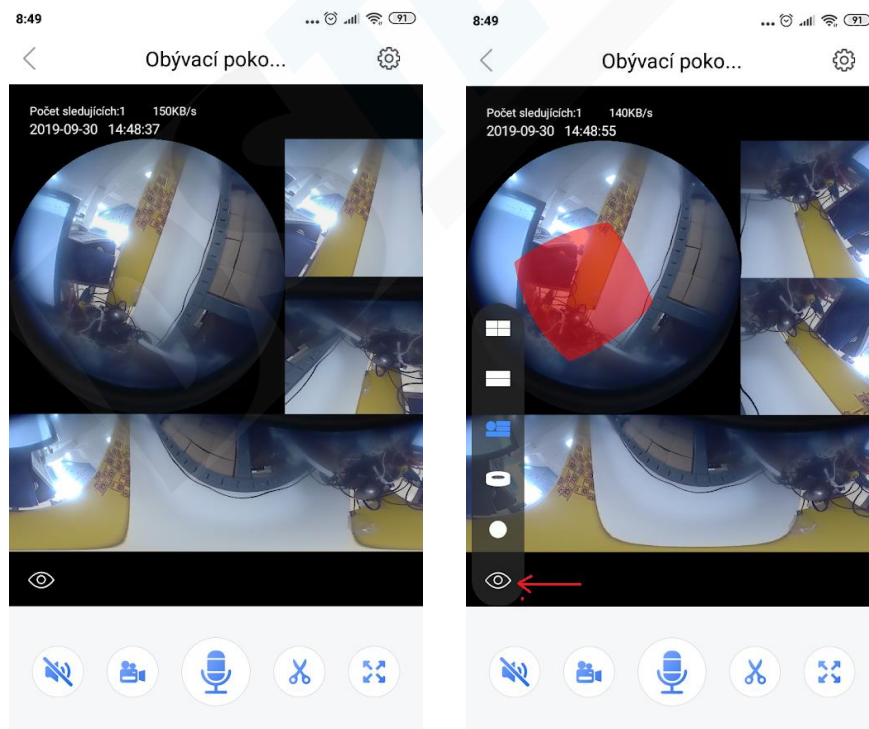 8:49
91
Obývací poko...
Počet sledujících:1 150KB/s
2019-09-30 14:48:37
8:49
91
Obývací poko...
Počet sledujících:1 140KB/s
2019-09-30 14:48:55